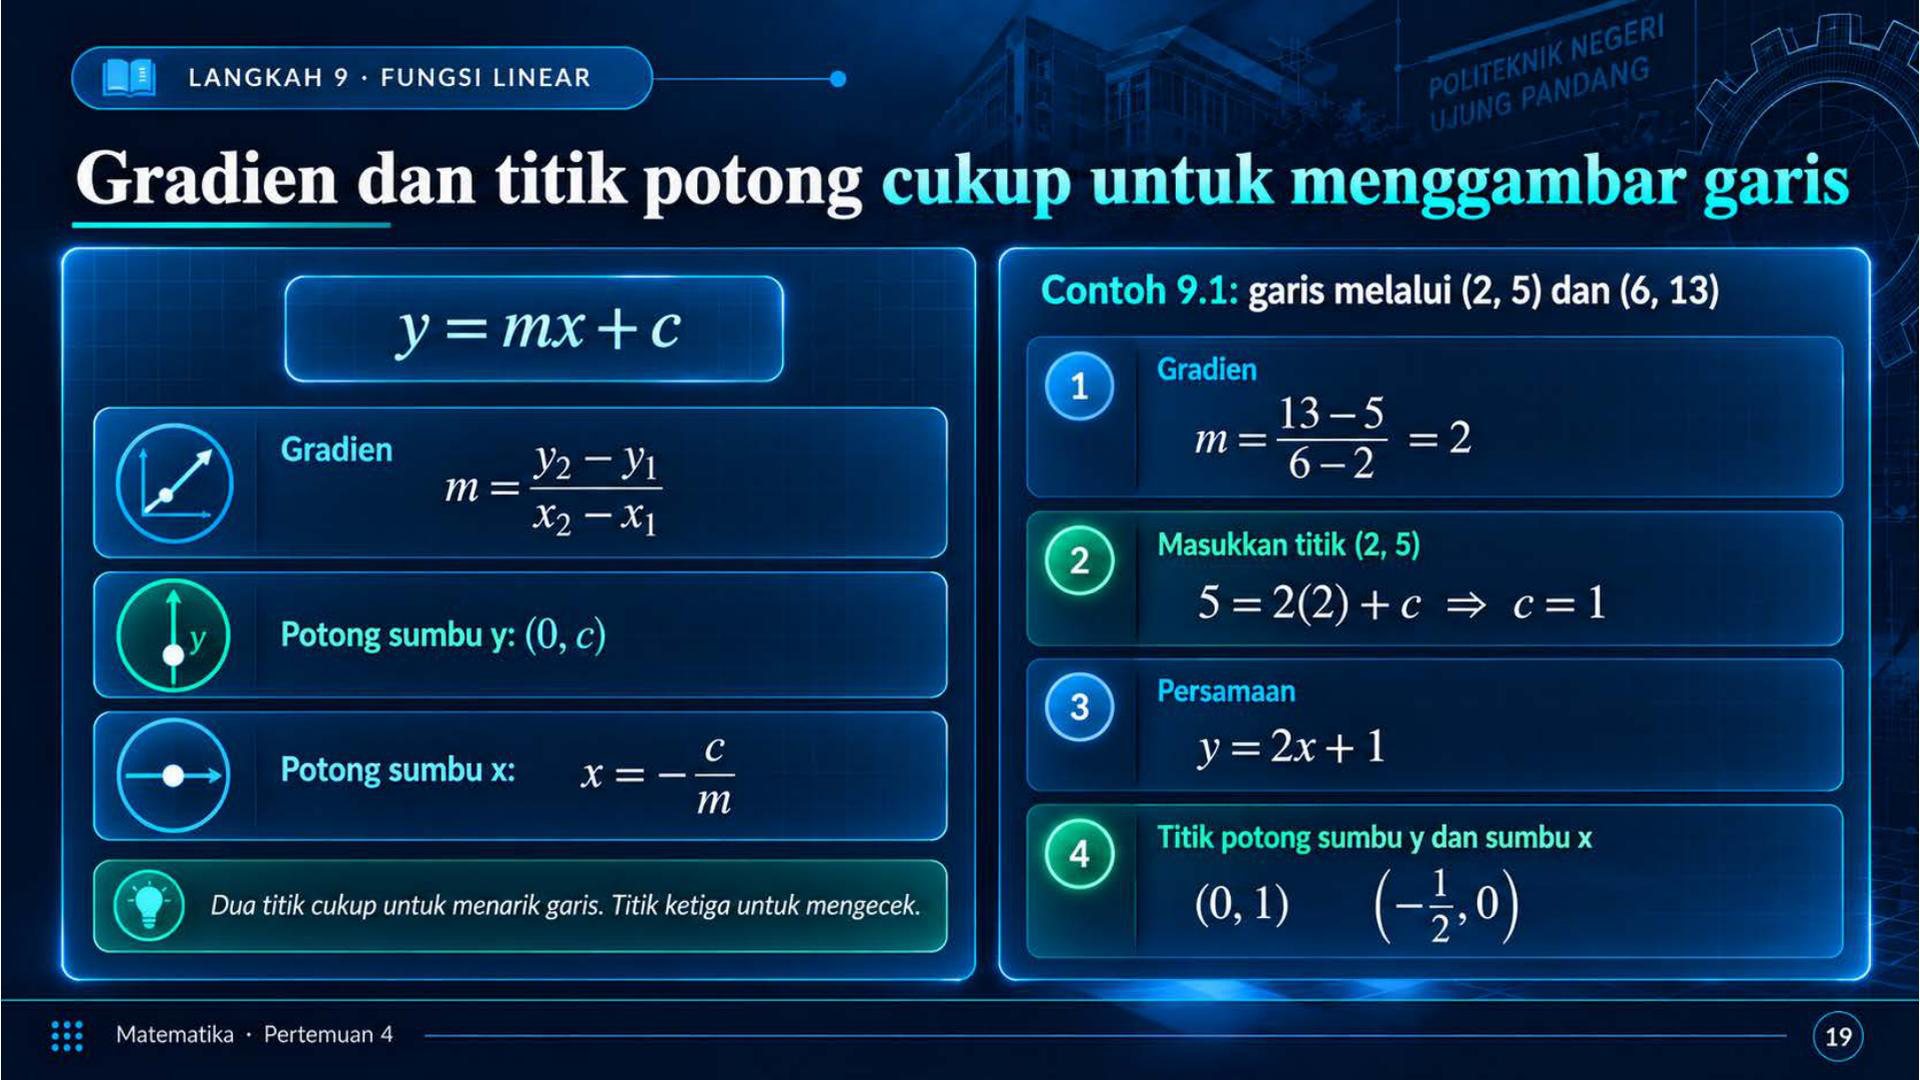 LANGKAH 9 · FUNGSI LINEAR
POLITEKNIK NEGERI
UJUNG PANDANG
Gradien dan titik potong cukup untuk menggambar garis
y = mx + c
Gradien
m = (y₂ − y₁)/(x₂ − x₁)
y
Potong sumbu y: (0, c)
Potong sumbu x: x = − c/m
Dua titik cukup untuk menarik garis. Titik ketiga untuk mengecek.
Contoh 9.1: garis melalui (2, 5) dan (6, 13)
1
Gradien
m = (13 − 5)/(6 − 2) = 2
2
Masukkan titik (2, 5)
5 = 2(2) + c ⇒ c = 1
3
Persamaan
y = 2x + 1
4
Titik potong sumbu y dan sumbu x
(0, 1) (−1/2, 0)
Matematika · Pertemuan 4
19